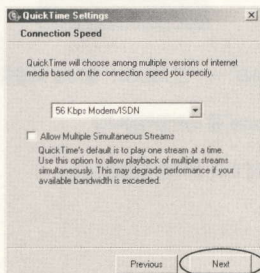 QuickTime Settings
Connection Speed
QuickTime will choose among multiple versions of internet
media based on the connection speed you specify.
56 Kbps Modem/ISDN
Allow Multiple Simultaneous Streams
QuickTime's default is to play one stream at a time.
Use this option to allow playback of multiple streams
simultaneously. This may degrade performance if your
available bandwidth is exceeded.
Previous Next